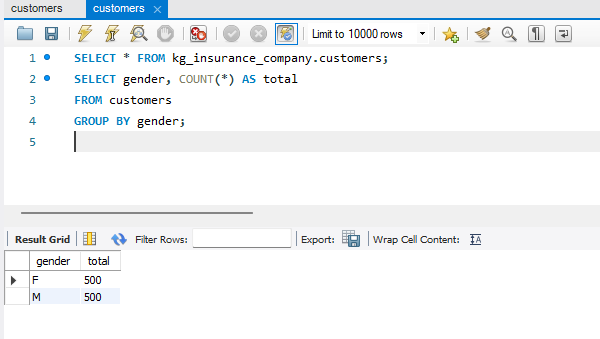 customers
customers
Limit to 10000 rows
1 SELECT * FROM kg_insurance_company.customers;
2 SELECT gender, COUNT(*) AS total
3 FROM customers
4 GROUP BY gender;
5
Result Grid Filter Rows: Export: Wrap Cell Content:
gender total
F 500
M 500